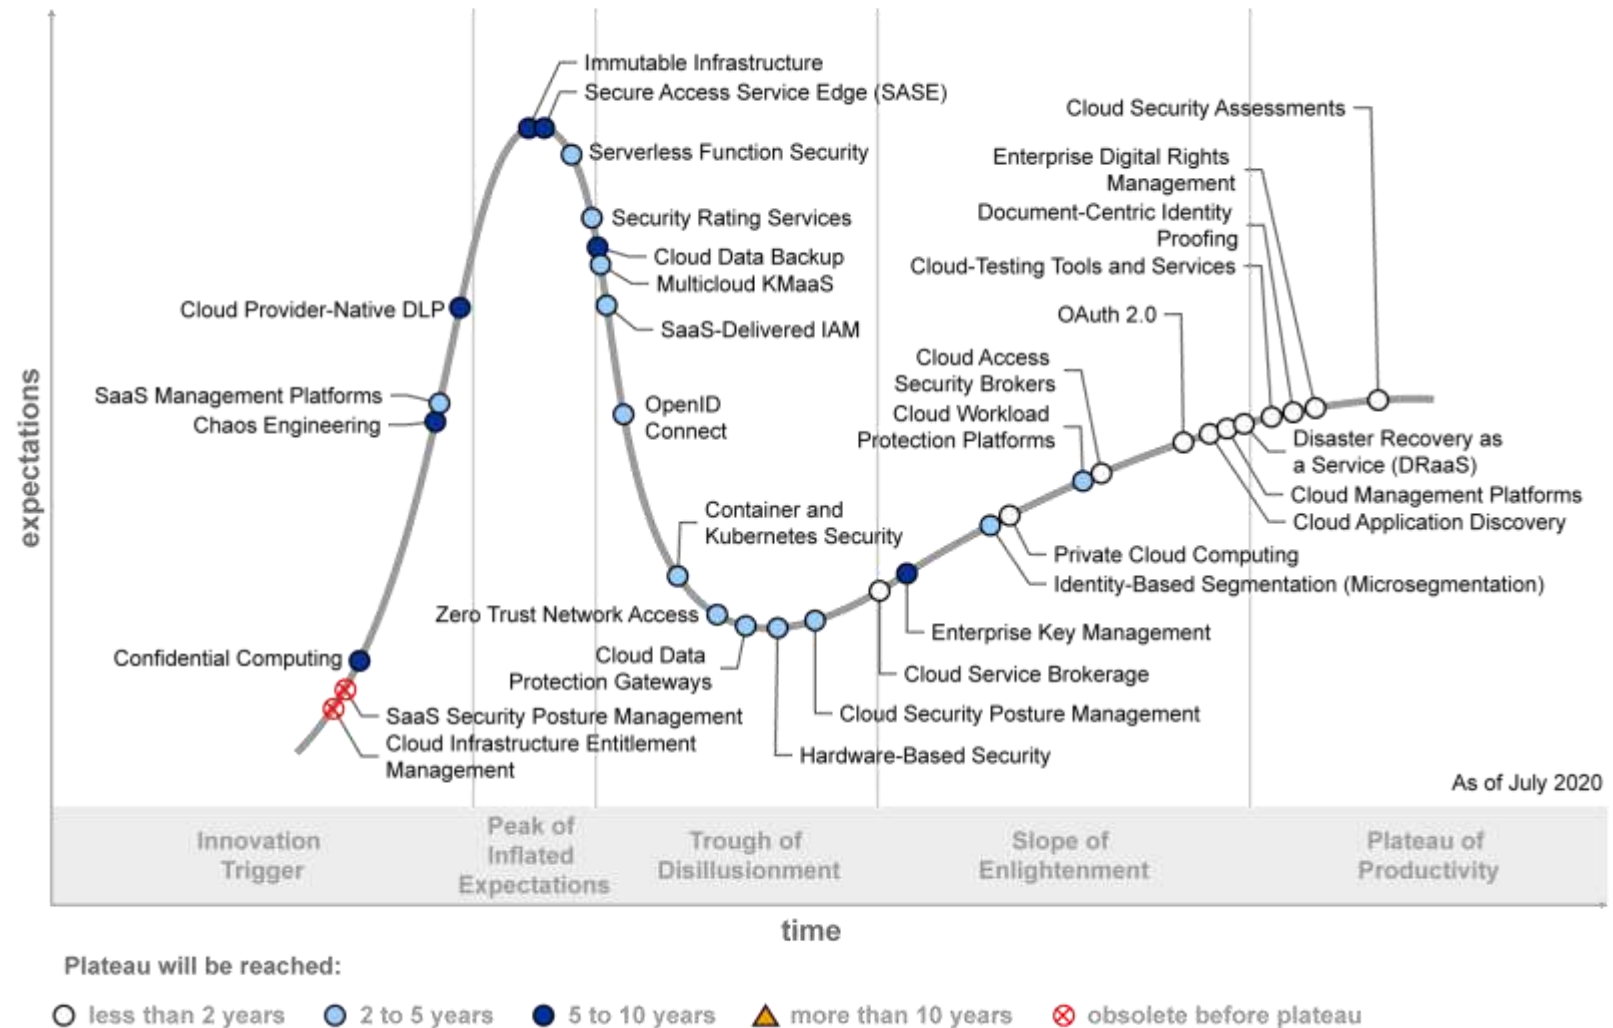 Immutable Infrastructure
Secure Access Service Edge (SASE)
Cloud Security Assessments
Serverless Function Security
Enterprise Digital Rights
Management
Security Rating Services
Document-Centric Identity
Proofing
Cloud Data Backup
Cloud-Testing Tools and Services
Multicloud KMaaS
Cloud Provider-Native DLP
OAuth 2.0
SaaS-Delivered IAM
Cloud Access
Security Brokers
SaaS Management Platforms
Chaos Engineering
OpenID
Connect
Cloud Workload
Protection Platforms
Disaster Recovery as
a Service (DRaaS)
Cloud Management Platforms
Cloud Application Discovery
expectations
Container and
Kubernetes Security
Private Cloud Computing
Identity-Based Segmentation (Microsegmentation)
Zero Trust Network Access
Enterprise Key Management
Confidential Computing
Cloud Data
Protection Gateways
Cloud Service Brokerage
SaaS Security Posture Management
Cloud Security Posture Management
Cloud Infrastructure Entitlement
Management
Hardware-Based Security
As of July 2020
Innovation
Trigger
Peak of
Inflated
Expectations
Trough of
Disillusionment
Slope of
Enlightenment
Plateau of
Productivity
time
Plateau will be reached:
less than 2 years
2 to 5 years
5 to 10 years
more than 10 years
obsolete before plateau